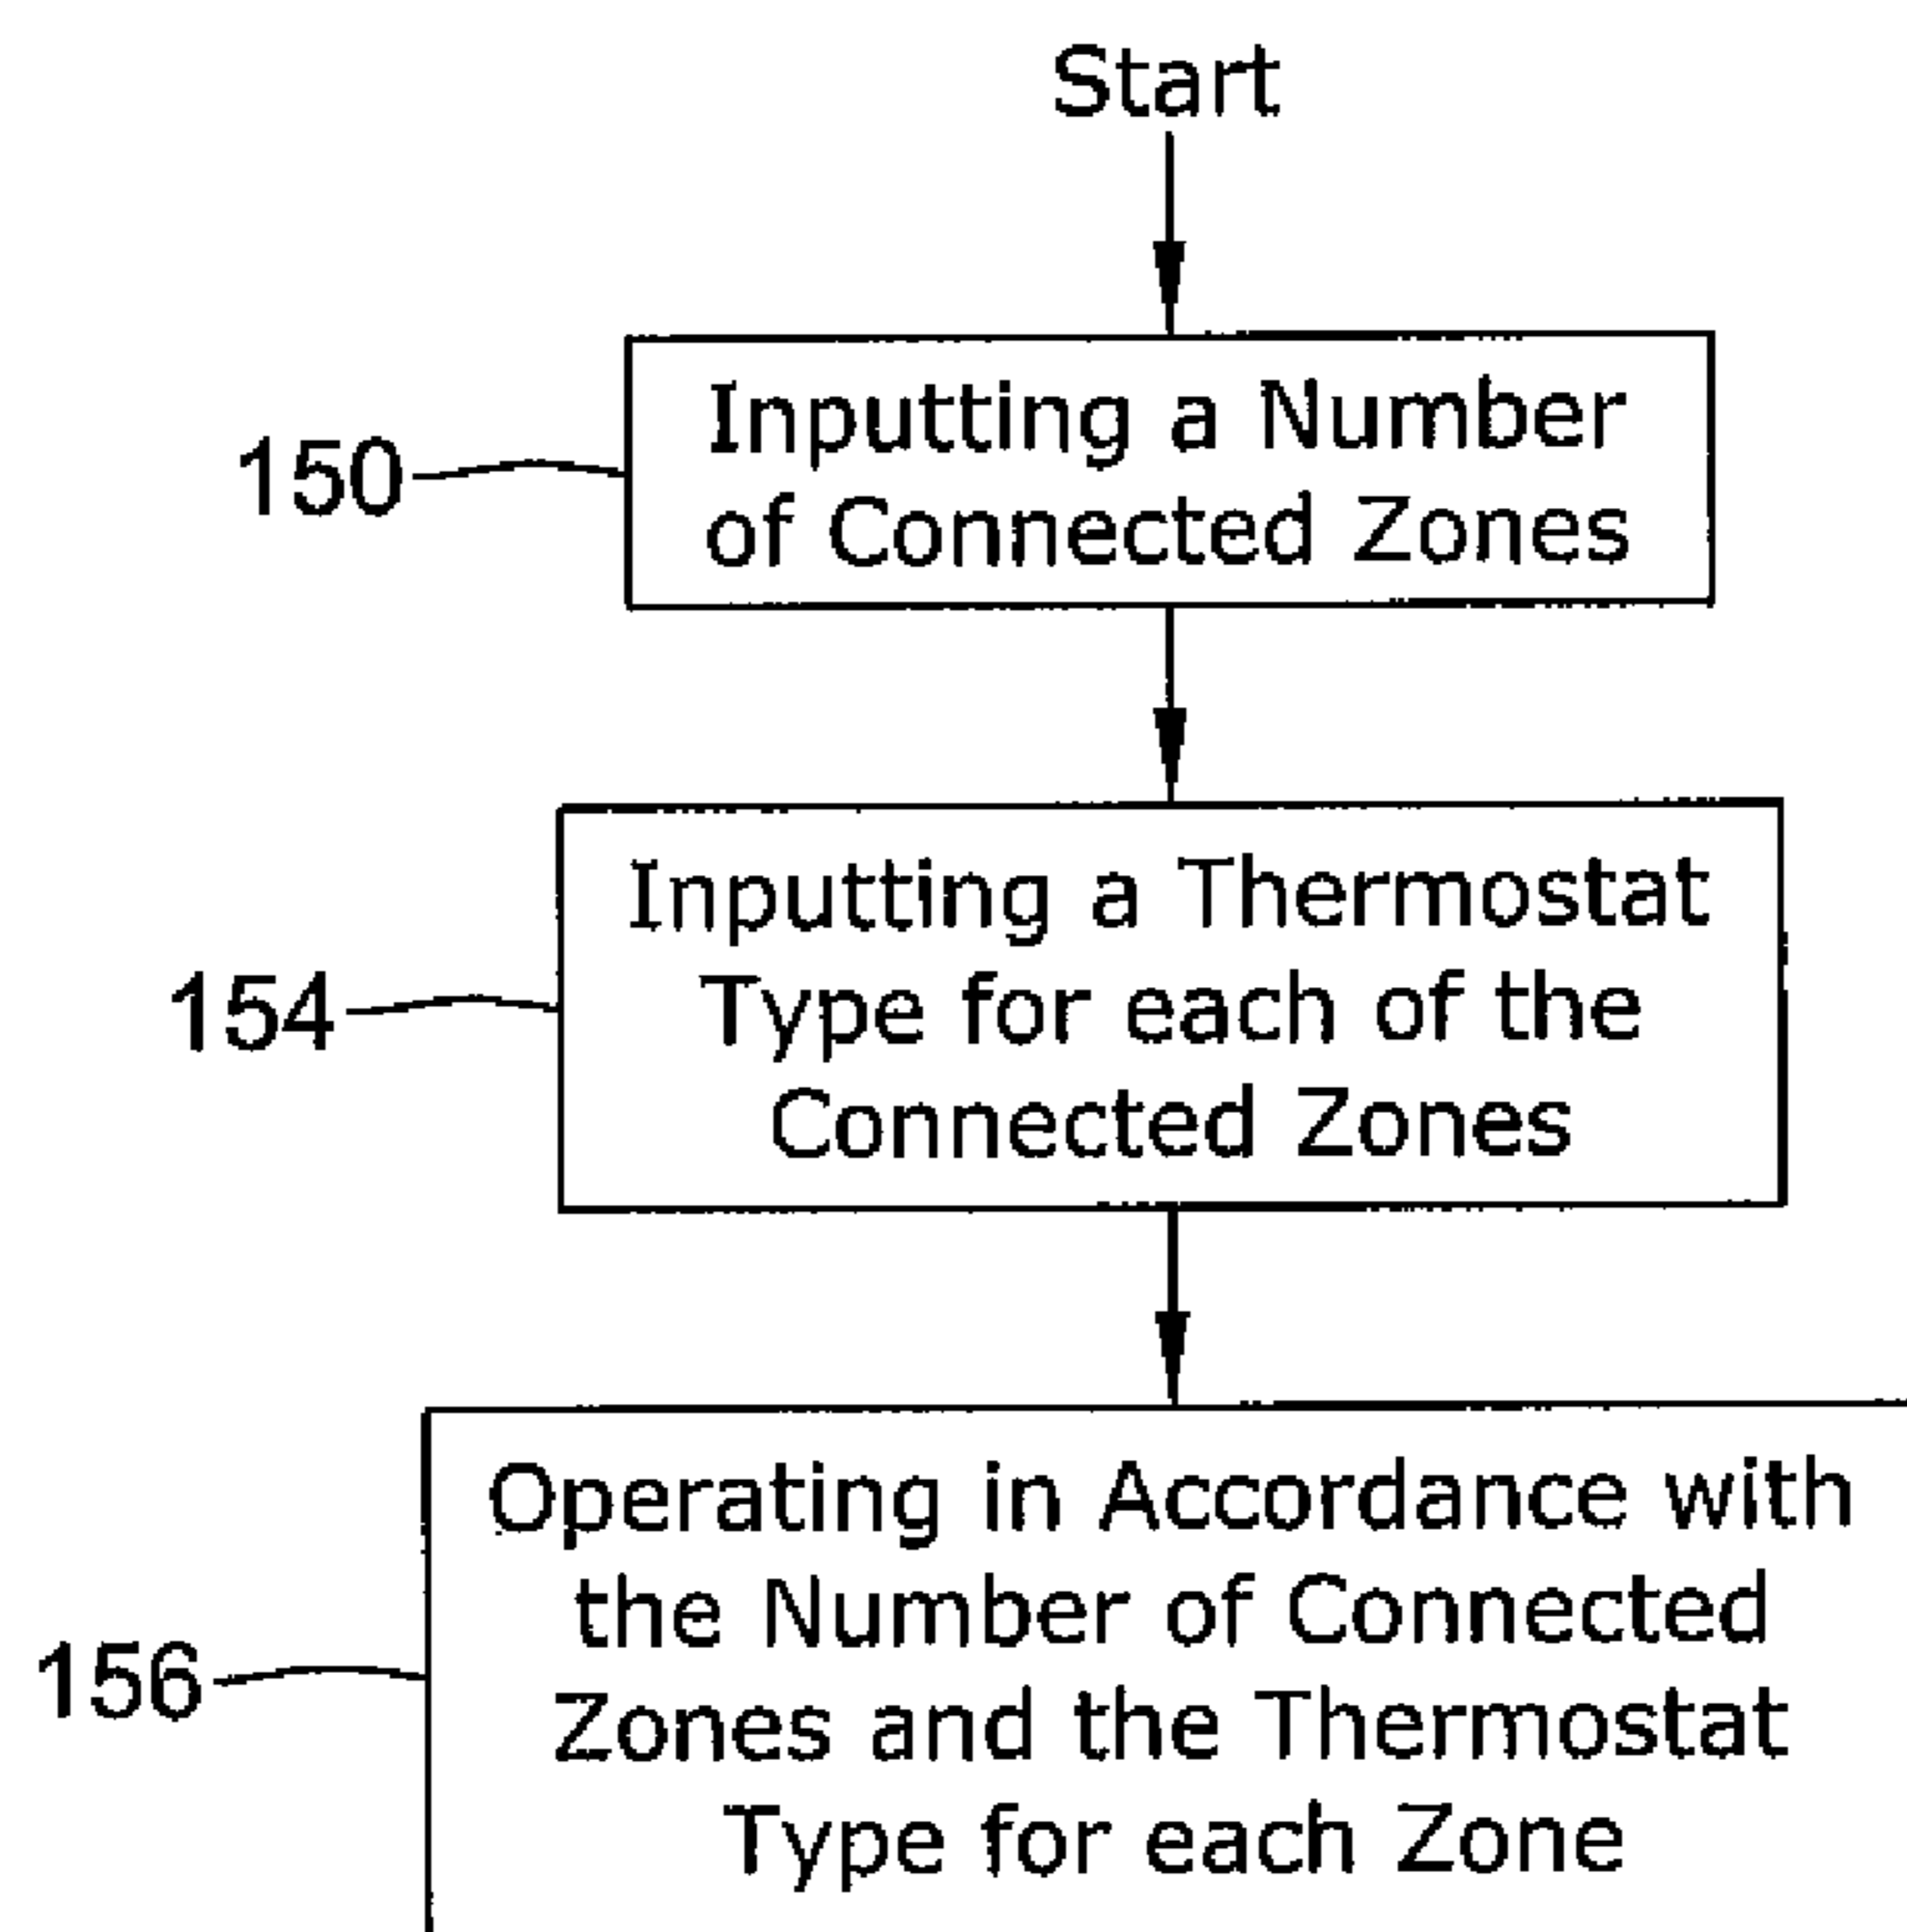 Start
150
Inputting a Number
of Connected Zones
154
Inputting a Thermostat
Type for each of the
Connected Zones
156
Operating in Accordance with
the Number of Connected
Zones and the Thermostat
Type for each Zone